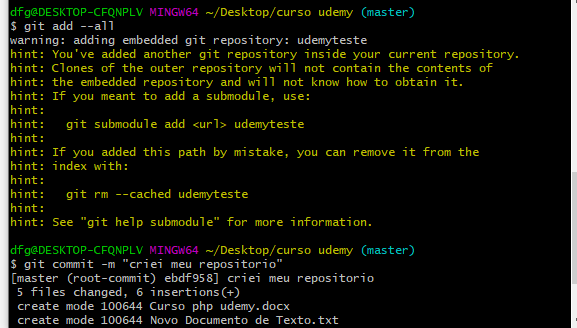 dfg@DESKTOP-CFQNPLV MINGW64 ~/Desktop/curso udemy (master)
$ git add --all
warning: adding embedded git repository: udemyteste
hint: You've added another git repository inside your current repository.
hint: Clones of the outer repository will not contain the contents of
hint: the embedded repository and will not know how to obtain it.
hint: If you meant to add a submodule, use:
hint:
hint:   git submodule add <url> udemyteste
hint:
hint: If you added this path by mistake, you can remove it from the
hint: index with:
hint:
hint:   git rm --cached udemyteste
hint:
hint: See "git help submodule" for more information.
dfg@DESKTOP-CFQNPLV MINGW64 ~/Desktop/curso udemy (master)
$ git commit -m "criei meu repositorio"
[master (root-commit) ebdf958] criei meu repositorio
 5 files changed, 6 insertions(+)
 create mode 100644 Curso php udemy.docx
 create mode 100644 Novo Documento de Texto.txt